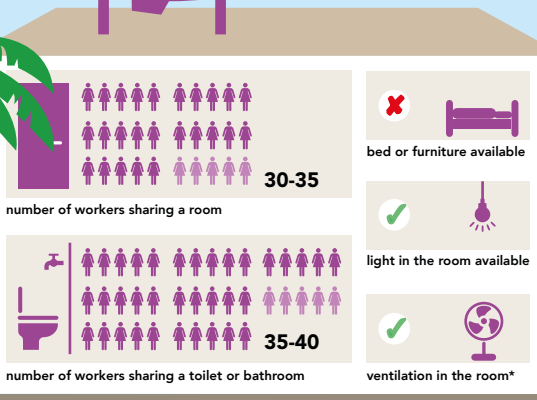 30-35
number of workers sharing a room
bed or furniture available
light in the room available
35-40
number of workers sharing a toilet or bathroom
ventilation in the room*